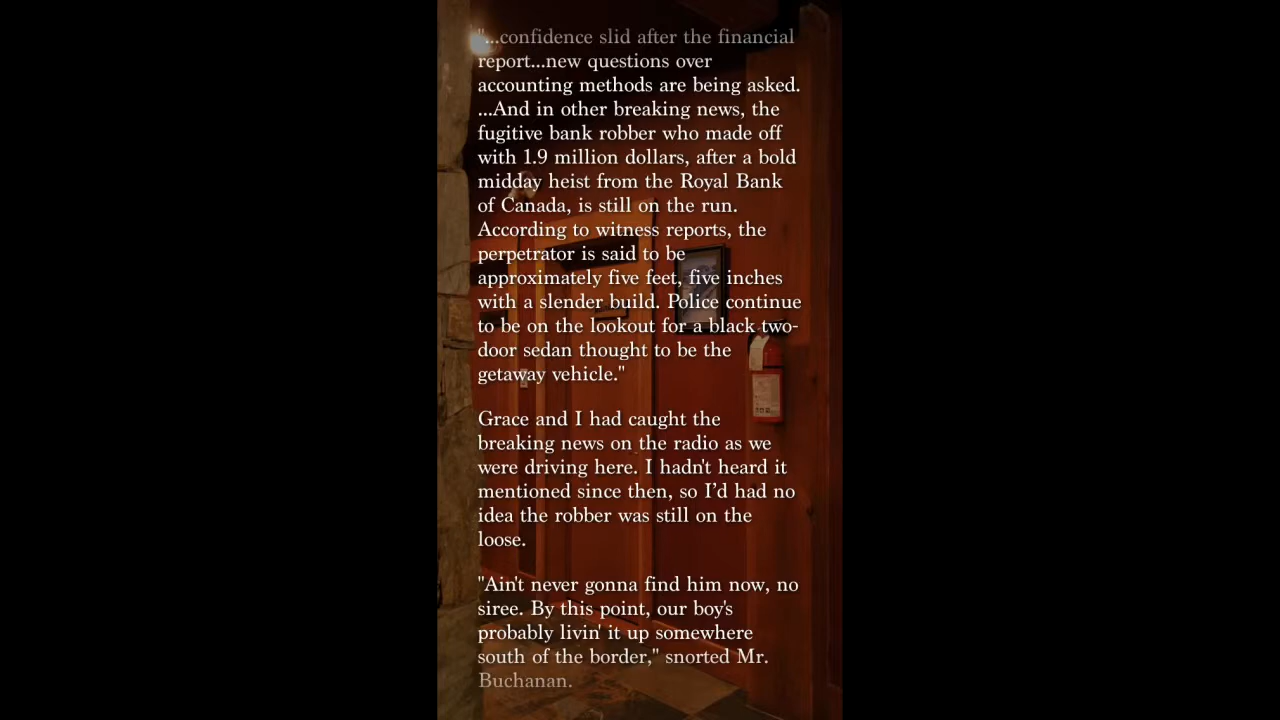 "...confidence slid after the financial
report...new questions over
accounting methods are being asked.
...And in other breaking news, the
fugitive bank robber who made off
with 1.9 million dollars, after a bold
midday heist from the Royal Bank
of Canada, is still on the run.
According to witness reports, the
perpetrator is said to be
approximately five feet, five inches
with a slender build. Police continue
to be on the lookout for a black two-
door sedan thought to be the
getaway vehicle."
Grace and I had caught the
breaking news on the radio as we
were driving here. I hadn't heard it
mentioned since then, so I’d had no
idea the robber was still on the
loose.
"Ain't never gonna find him now, no
siree. By this point, our boy's
probably livin' it up somewhere
south of the border," snorted Mr.
Buchanan.